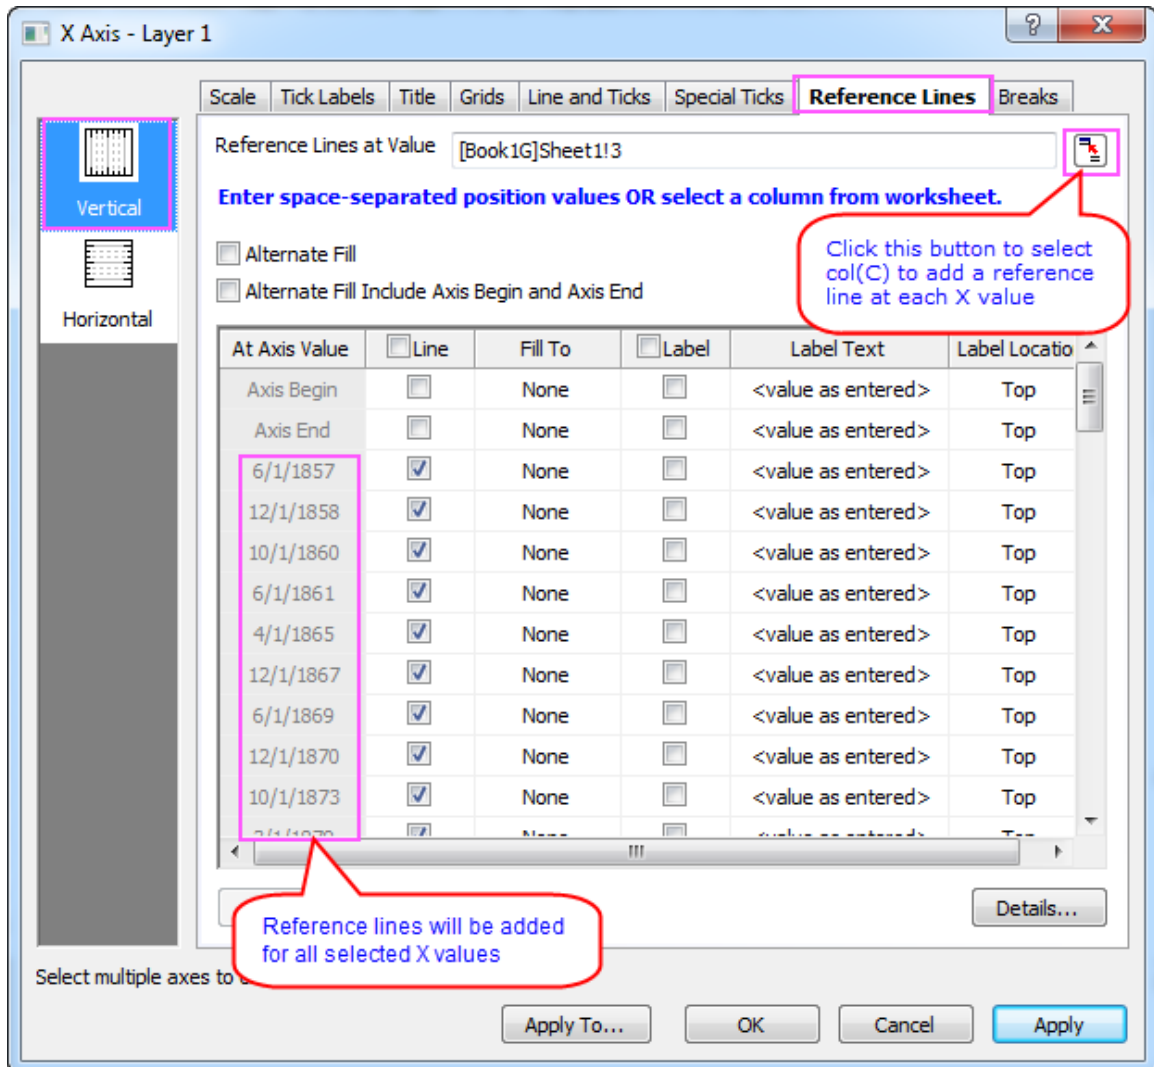 X Axis - Layer 1
Scale Tick Labels Title Grids Line and Ticks Special Ticks Reference Lines Breaks
Vertical
Horizontal
Reference Lines at Value [Book1G]Sheet1!3
Enter space-separated position values OR select a column from worksheet.
Alternate Fill
Alternate Fill Include Axis Begin and Axis End
Click this button to select
col(C) to add a reference
line at each X value
At Axis Value Line Fill To Label Label Text Label Locatio
Axis Begin None <value as entered> Top
Axis End None <value as entered> Top
6/1/1857 None <value as entered> Top
12/1/1858 None <value as entered> Top
10/1/1860 None <value as entered> Top
6/1/1861 None <value as entered> Top
4/1/1865 None <value as entered> Top
12/1/1867 None <value as entered> Top
6/1/1869 None <value as entered> Top
12/1/1870 None <value as entered> Top
10/1/1873 None <value as entered> Top
Reference lines will be added
for all selected X values
Details...
Select multiple axes to
Apply To... OK Cancel Apply